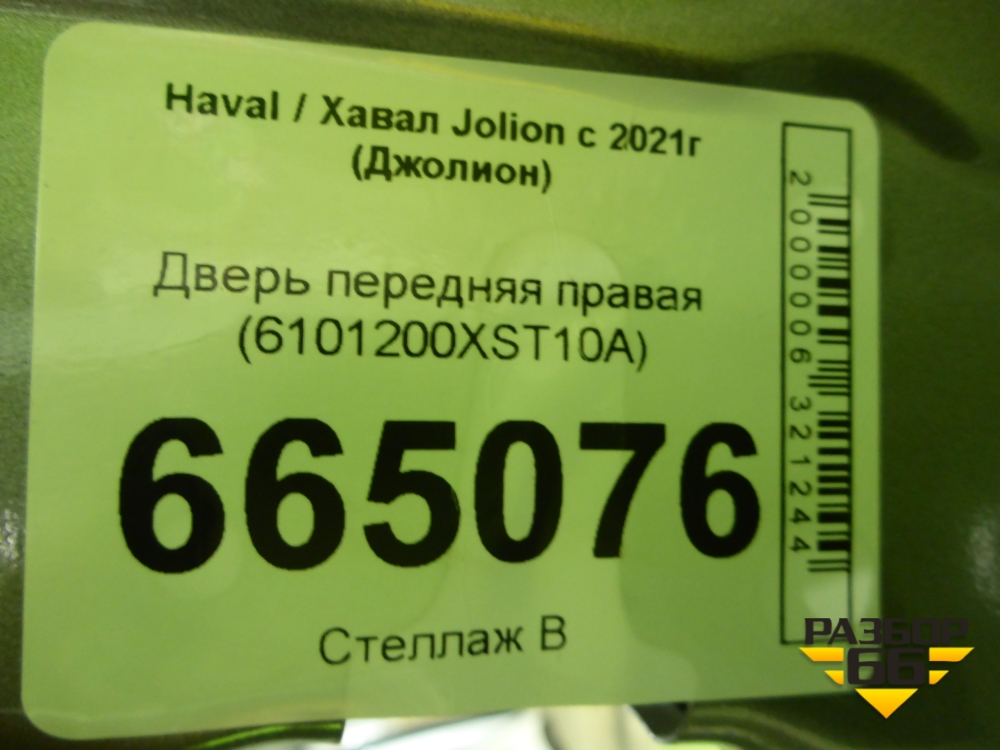 Haval / Хавал Jolion с 2021г
(Джолион)
Дверь передняя правая
(6101200XST10A)
665076
Стеллаж В
2000006321244
РАЗБОР
66